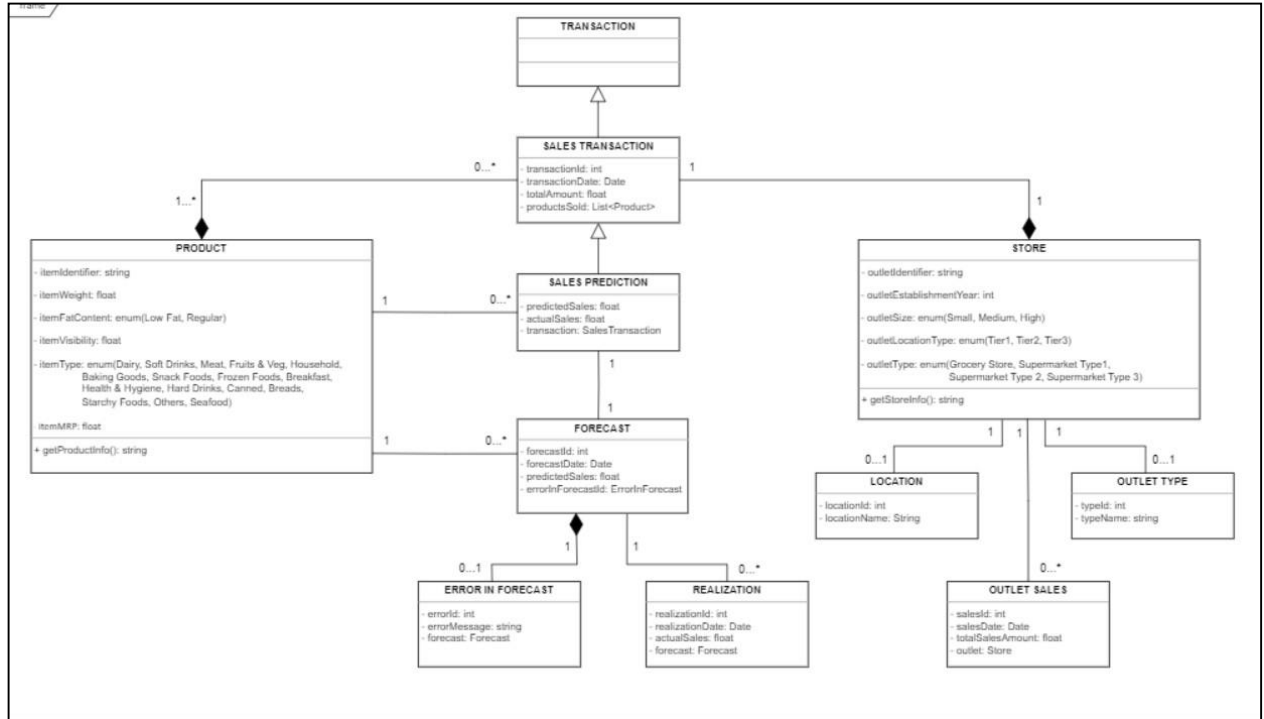 frame
TRANSACTION
SALES TRANSACTION
- transactionId: int
- transactionDate: Date
- totalAmount: float
- productsSold: List<Product>
0...*
1
1...*
1
PRODUCT
- itemIdentifier: string
- itemWeight: float
- itemFatContent: enum(Low Fat, Regular)
- itemVisibility: float
- itemType: enum(Dairy, Soft Drinks, Meat, Fruits & Veg, Household,
Baking Goods, Snack Foods, Frozen Foods, Breakfast,
Health & Hygiene, Hard Drinks, Canned, Breads,
Starchy Foods, Others, Seafood)
- itemMRP: float
+ getProductInfo(): string
1
0...*
SALES PREDICTION
- predictedSales: float
- actualSales: float
- transaction: SalesTransaction
1
1
1
0...*
FORECAST
- forecastId: int
- forecastDate: Date
- predictedSales: float
- errorInForecastId: ErrorInForecast
1
1
0...1
0...*
ERROR IN FORECAST
- errorId: int
- errorMessage: string
- forecast: Forecast
REALIZATION
- realizationId: int
- realizationDate: Date
- actualSales: float
- forecast: Forecast
STORE
- outletIdentifier: string
- outletEstablishmentYear: int
- outletSize: enum(Small, Medium, High)
- outletLocationType: enum(Tier1, Tier2, Tier3)
- outletType: enum(Grocery Store, Supermarket Type1,
Supermarket Type 2, Supermarket Type 3)
+ getStoreInfo(): string
1
1
1
0...1
0...1
LOCATION
- locationId: int
- locationName: String
OUTLET TYPE
- typeId: int
- typeName: string
0...*
OUTLET SALES
- salesId: int
- salesDate: Date
- totalSalesAmount: float
- outlet: Store